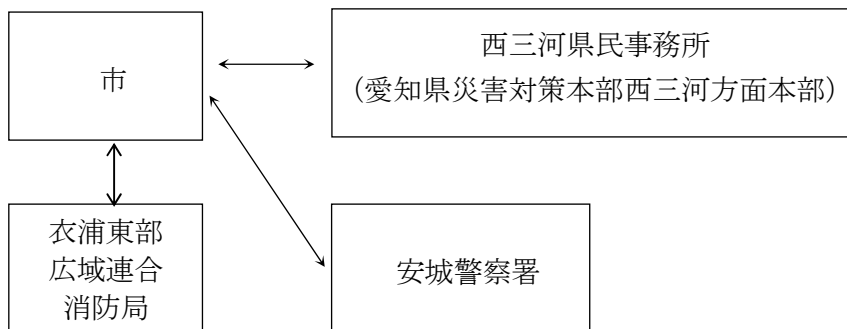 市
西三河県民事務所
（愛知県災害対策本部西三河方面本部）
衣浦東部
広域連合
消防局
安城警察署